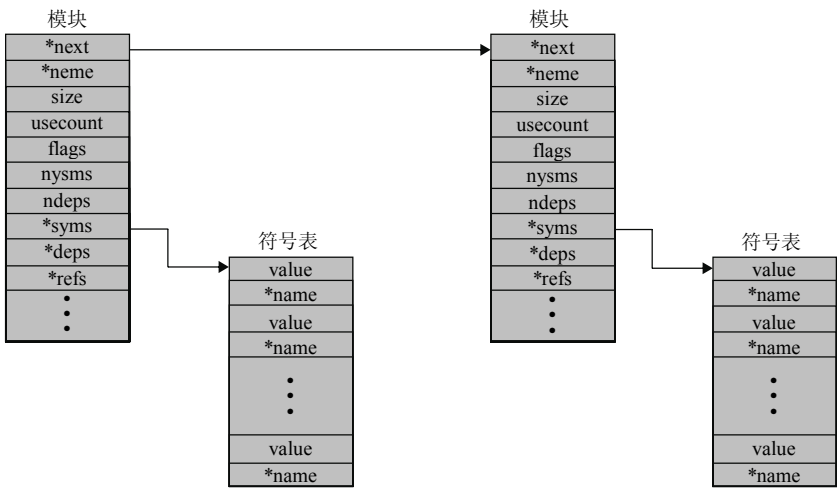 模块
*next
*neme
size
usecount
flags
nysms
ndeps
*syms
*deps
*refs
符号表
value
*name
value
*name
value
*name
模块
*next
*neme
size
usecount
flags
nysms
ndeps
*syms
*deps
*refs
符号表
value
*name
value
*name
value
*name